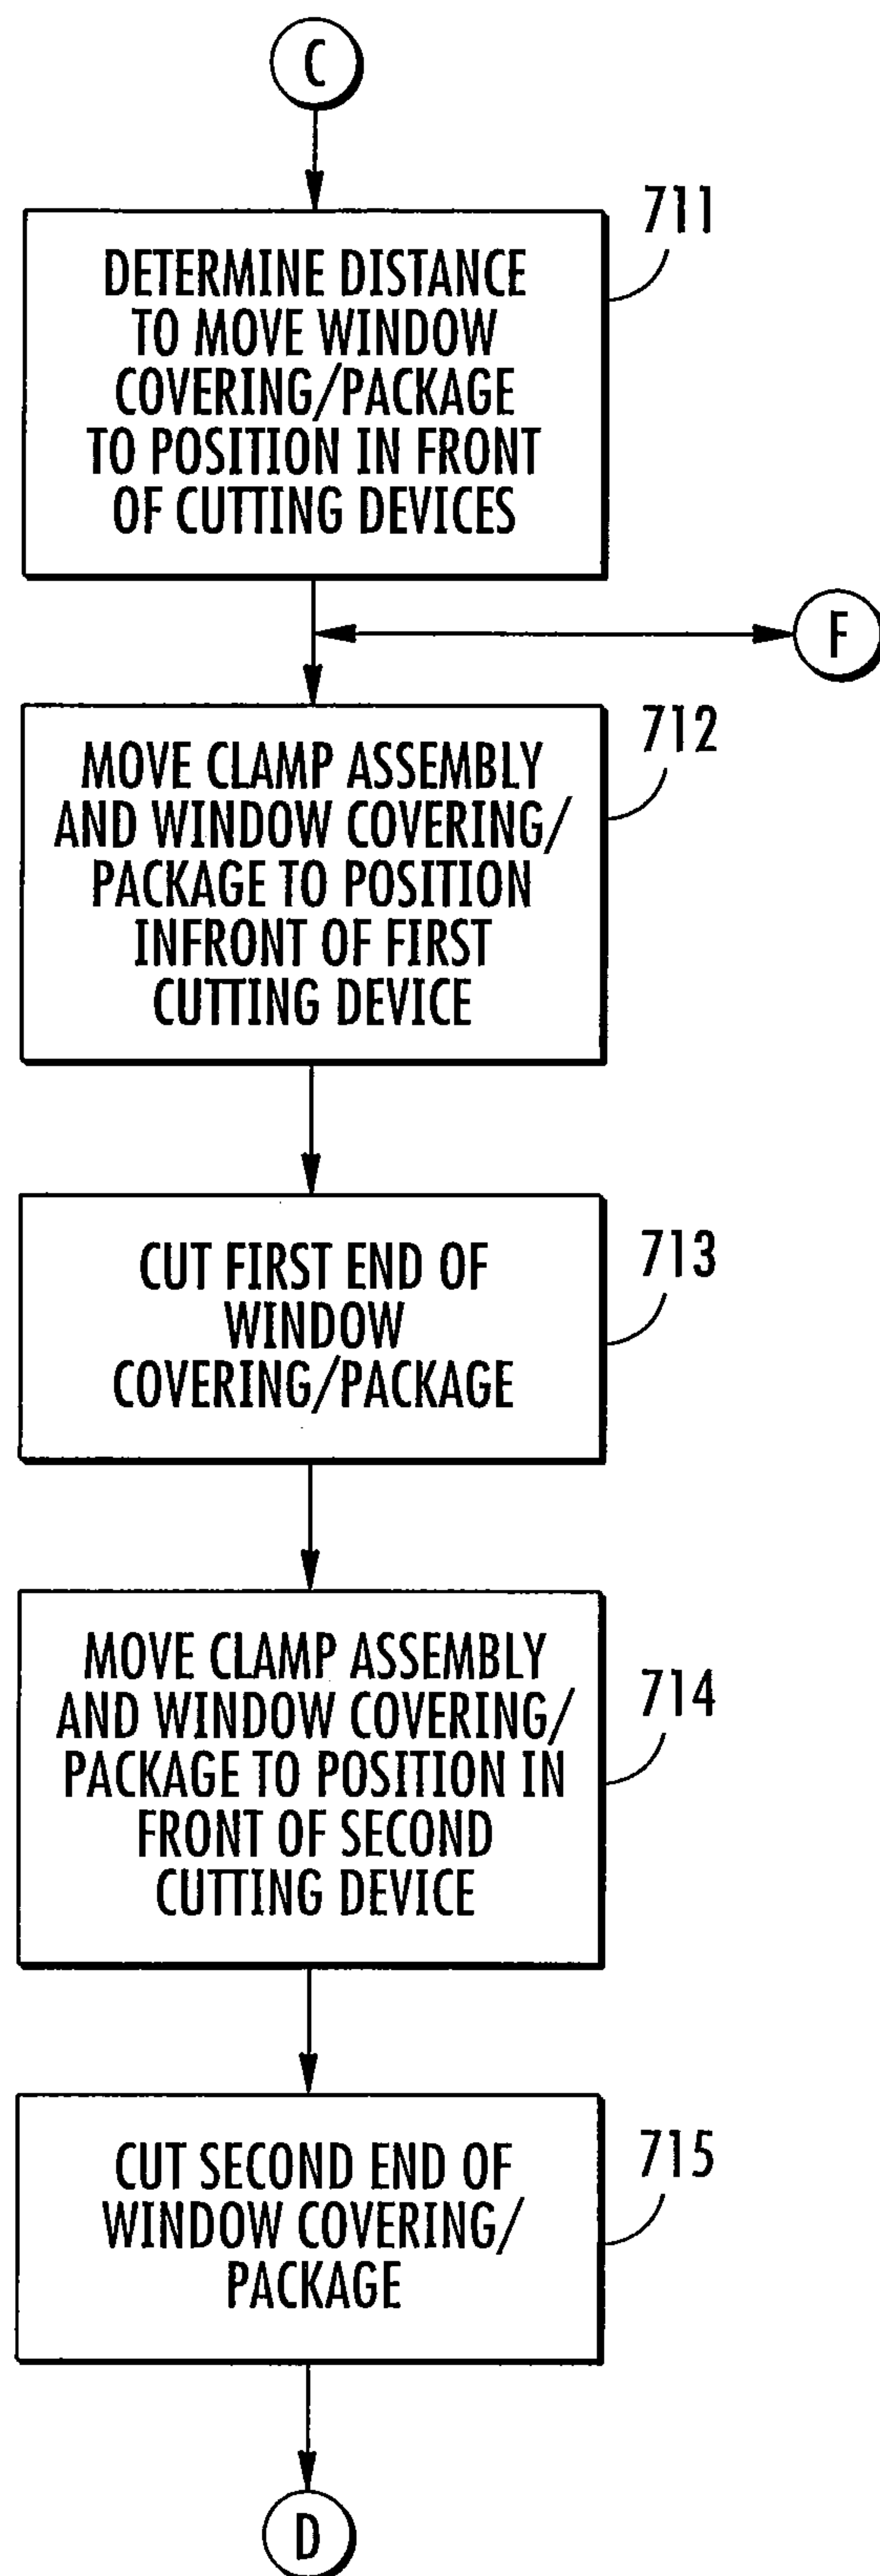 C
711
DETERMINE DISTANCE
TO MOVE WINDOW
COVERING/PACKAGE
TO POSITION IN FRONT
OF CUTTING DEVICES
F
712
MOVE CLAMP ASSEMBLY
AND WINDOW COVERING/
PACKAGE TO POSITION
INFRONT OF FIRST
CUTTING DEVICE
713
CUT FIRST END OF
WINDOW
COVERING/PACKAGE
714
MOVE CLAMP ASSEMBLY
AND WINDOW COVERING/
PACKAGE TO POSITION IN
FRONT OF SECOND
CUTTING DEVICE
715
CUT SECOND END OF
WINDOW COVERING/
PACKAGE
D